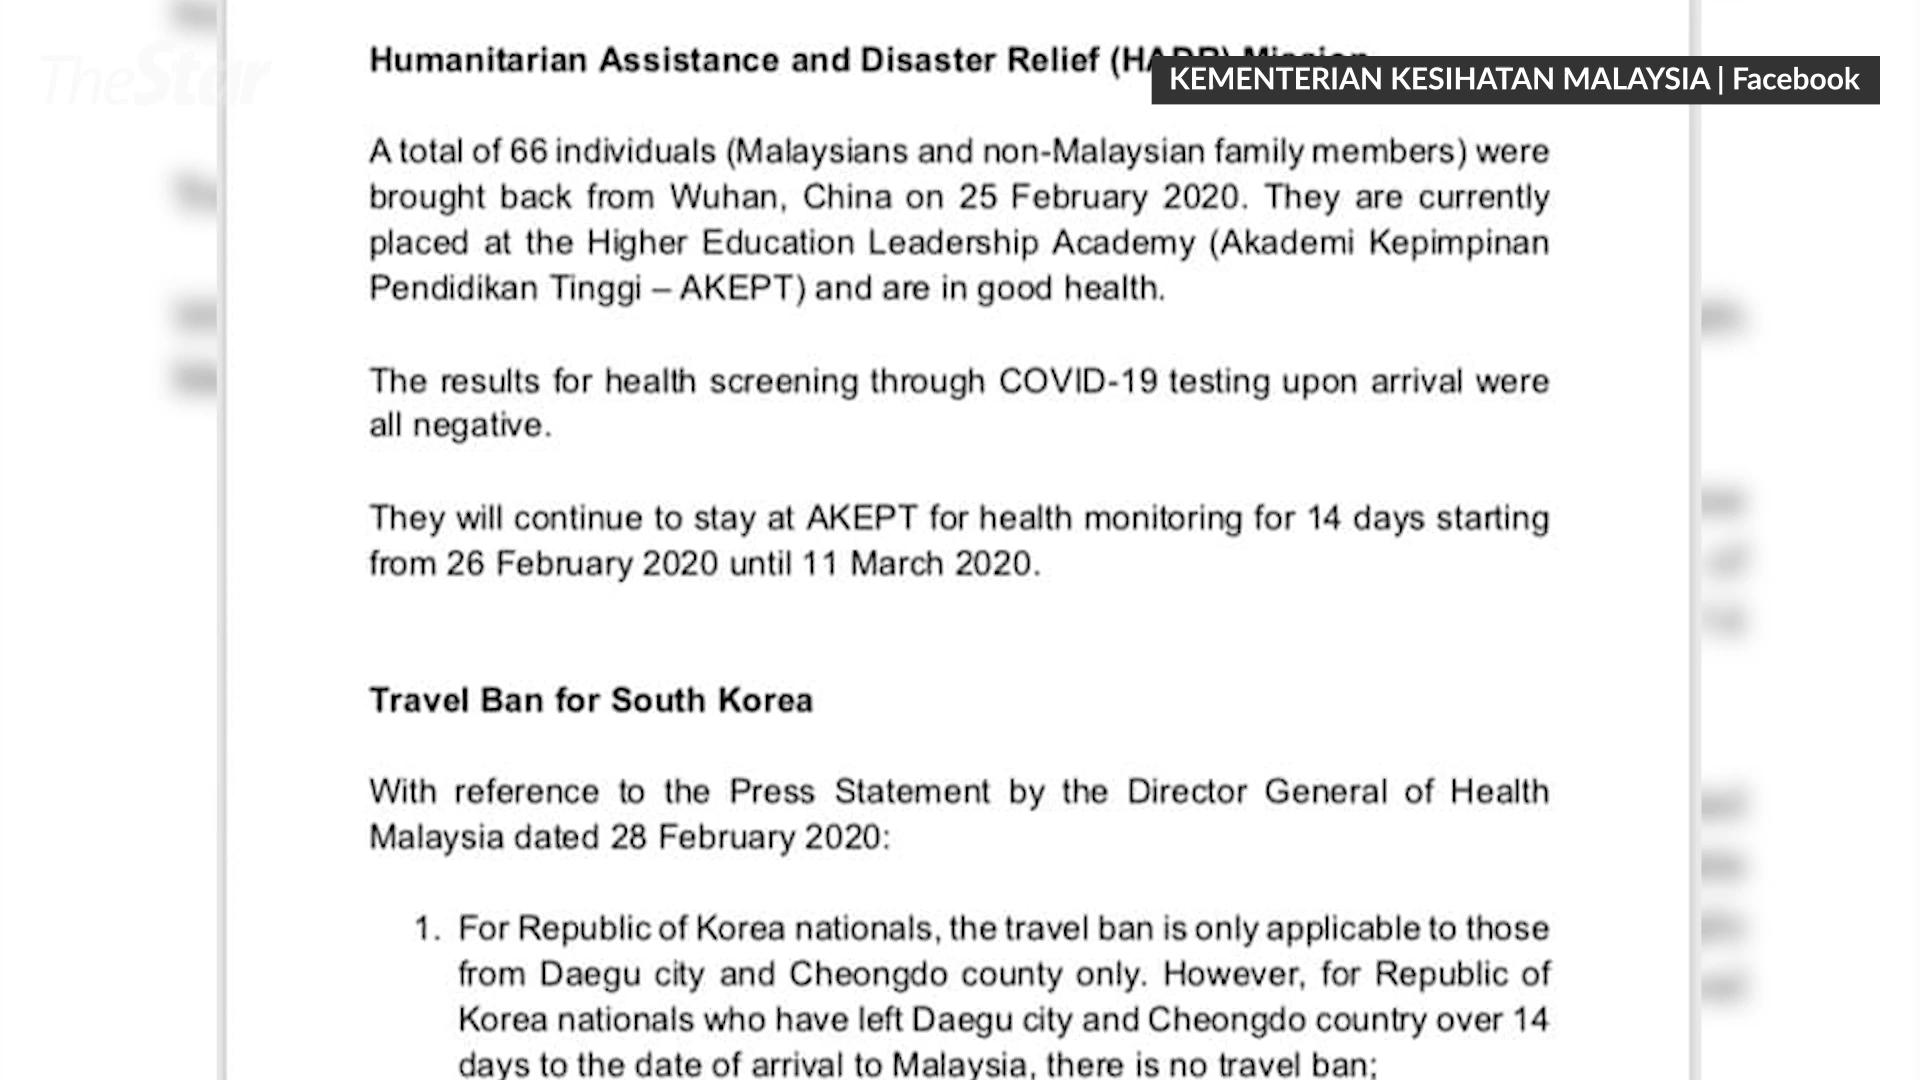 TheStar
Humanitarian Assistance and Disaster Relief (HADR) Mission
KEMENTERIAN KESIHATAN MALAYSIA | Facebook
A total of 66 individuals (Malaysians and non-Malaysian family members) were
brought back from Wuhan, China on 25 February 2020. They are currently
placed at the Higher Education Leadership Academy (Akademi Kepimpinan
Pendidikan Tinggi – AKEPT) and are in good health.
The results for health screening through COVID-19 testing upon arrival were
all negative.
They will continue to stay at AKEPT for health monitoring for 14 days starting
from 26 February 2020 until 11 March 2020.
Travel Ban for South Korea
With reference to the Press Statement by the Director General of Health
Malaysia dated 28 February 2020:
1. For Republic of Korea nationals, the travel ban is only applicable to those
from Daegu city and Cheongdo county only. However, for Republic of
Korea nationals who have left Daegu city and Cheongdo country over 14
days to the date of arrival to Malaysia, there is no travel ban;